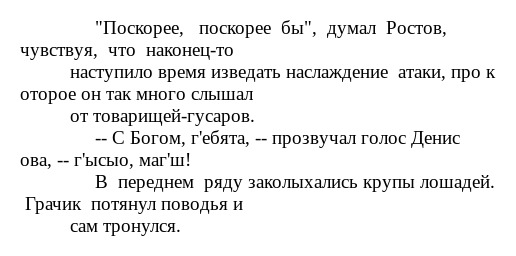 "Поскорее, поскорее бы", думал Ростов,
чувствуя, что наконец-то
наступило время изведать наслаждение атаки, про к
оторое он так много слышал
от товарищей-гусаров.
-- С Богом, г'ебята, -- прозвучал голос Денис
ова, -- г'ысыо, маг'ш!
В переднем ряду заколыхались крупы лошадей.
Грачик потянул поводья и
сам тронулся.